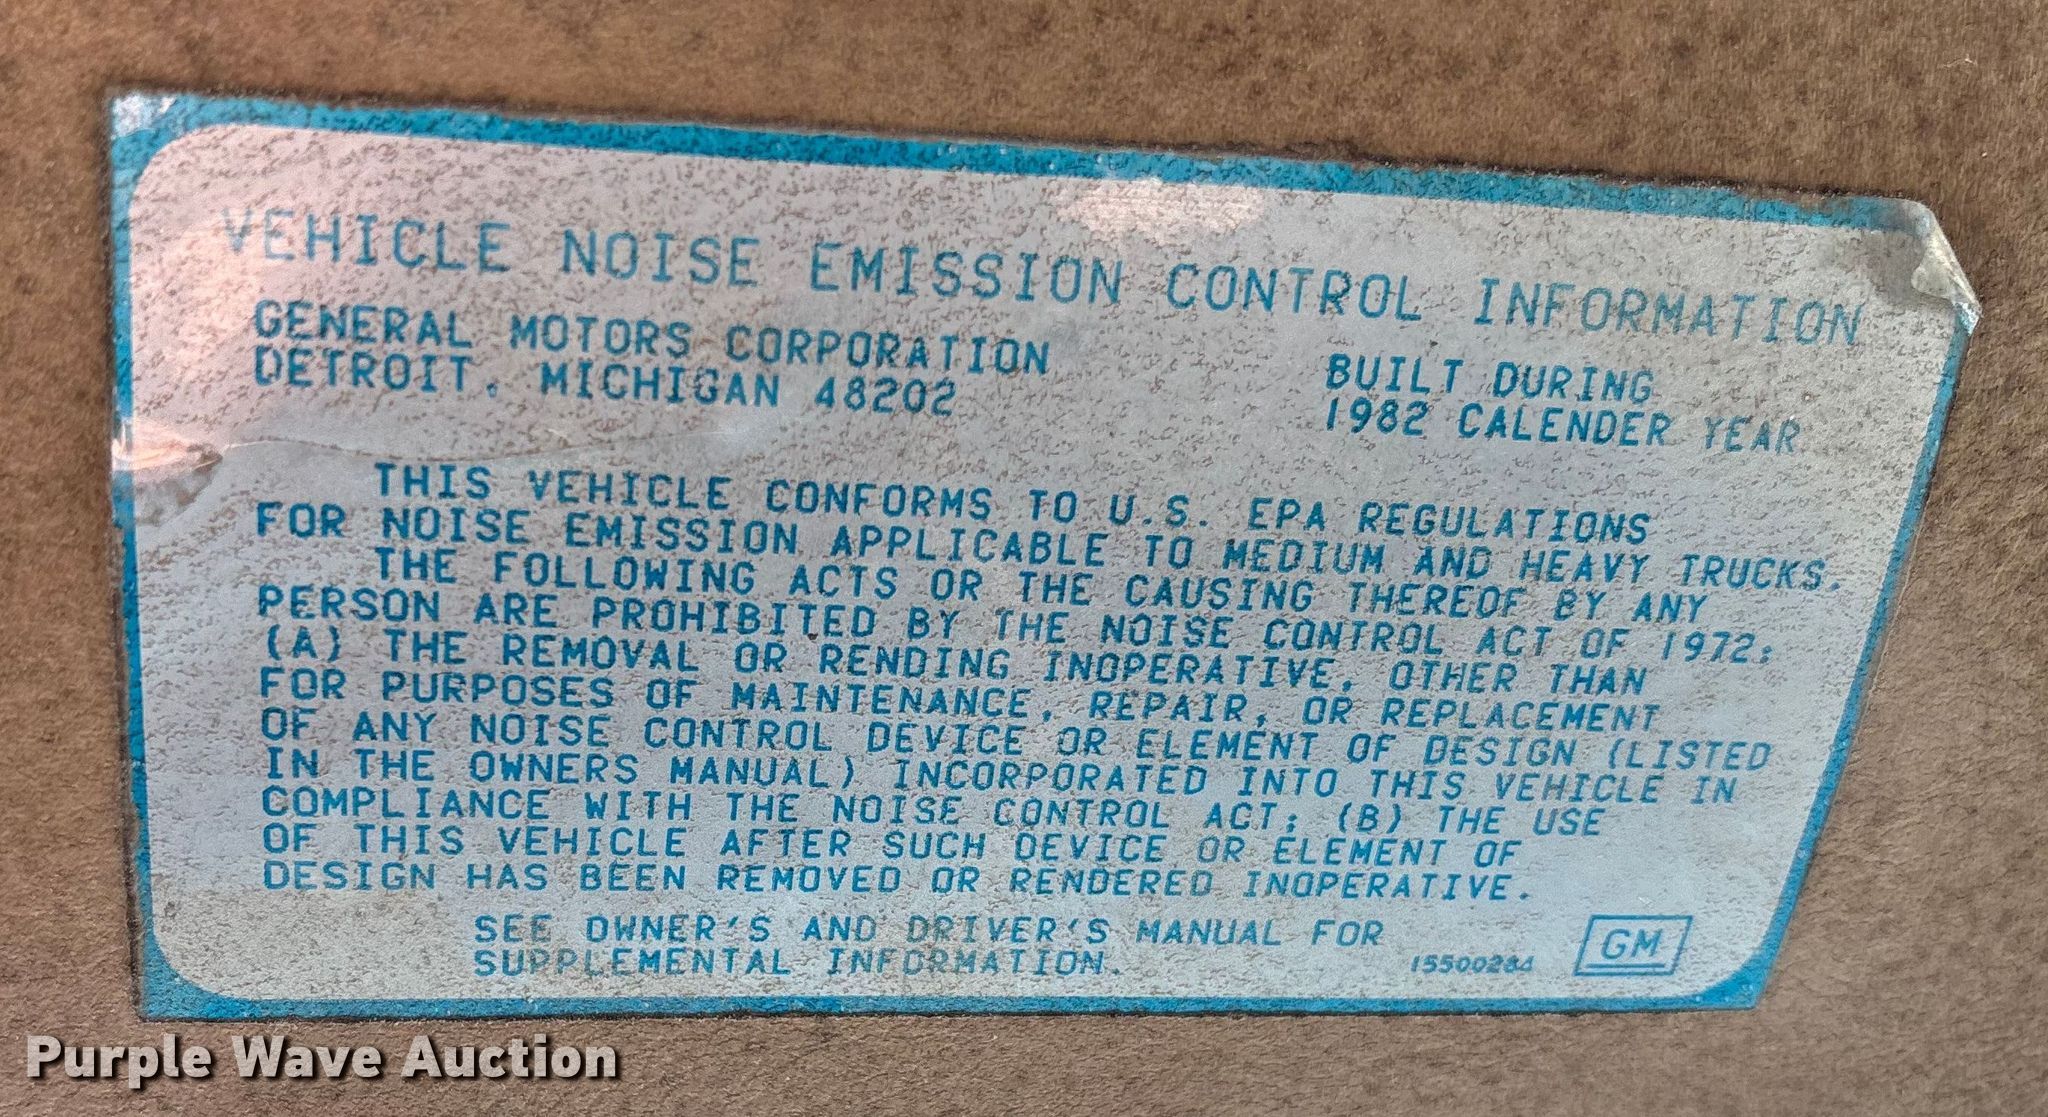 VEHICLE NOISE EMISSION CONTROL INFORMATION
GENERAL MOTORS CORPORATION
DETROIT, MICHIGAN 48202
BUILT DURING
1982 CALENDER YEAR
THIS VEHICLE CONFORMS TO U.S. EPA REGULATIONS
FOR NOISE EMISSION APPLICABLE TO MEDIUM AND HEAVY TRUCKS.
THE FOLLOWING ACTS OR THE CAUSING THEREOF BY ANY
PERSON ARE PROHIBITED BY THE NOISE CONTROL ACT OF 1972:
(A) THE REMOVAL OR RENDING INOPERATIVE, OTHER THAN
FOR PURPOSES OF MAINTENANCE, REPAIR, OR REPLACEMENT
OF ANY NOISE CONTROL DEVICE OR ELEMENT OF DESIGN (LISTED
IN THE OWNERS MANUAL) INCORPORATED INTO THIS VEHICLE IN
COMPLIANCE WITH THE NOISE CONTROL ACT; (B) THE USE
OF THIS VEHICLE AFTER SUCH DEVICE OR ELEMENT OF
DESIGN HAS BEEN REMOVED OR RENDERED INOPERATIVE.
SEE OWNER'S AND DRIVER'S MANUAL FOR
SUPPLEMENTAL INFORMATION.
15500284
GM
Purple Wave Auction